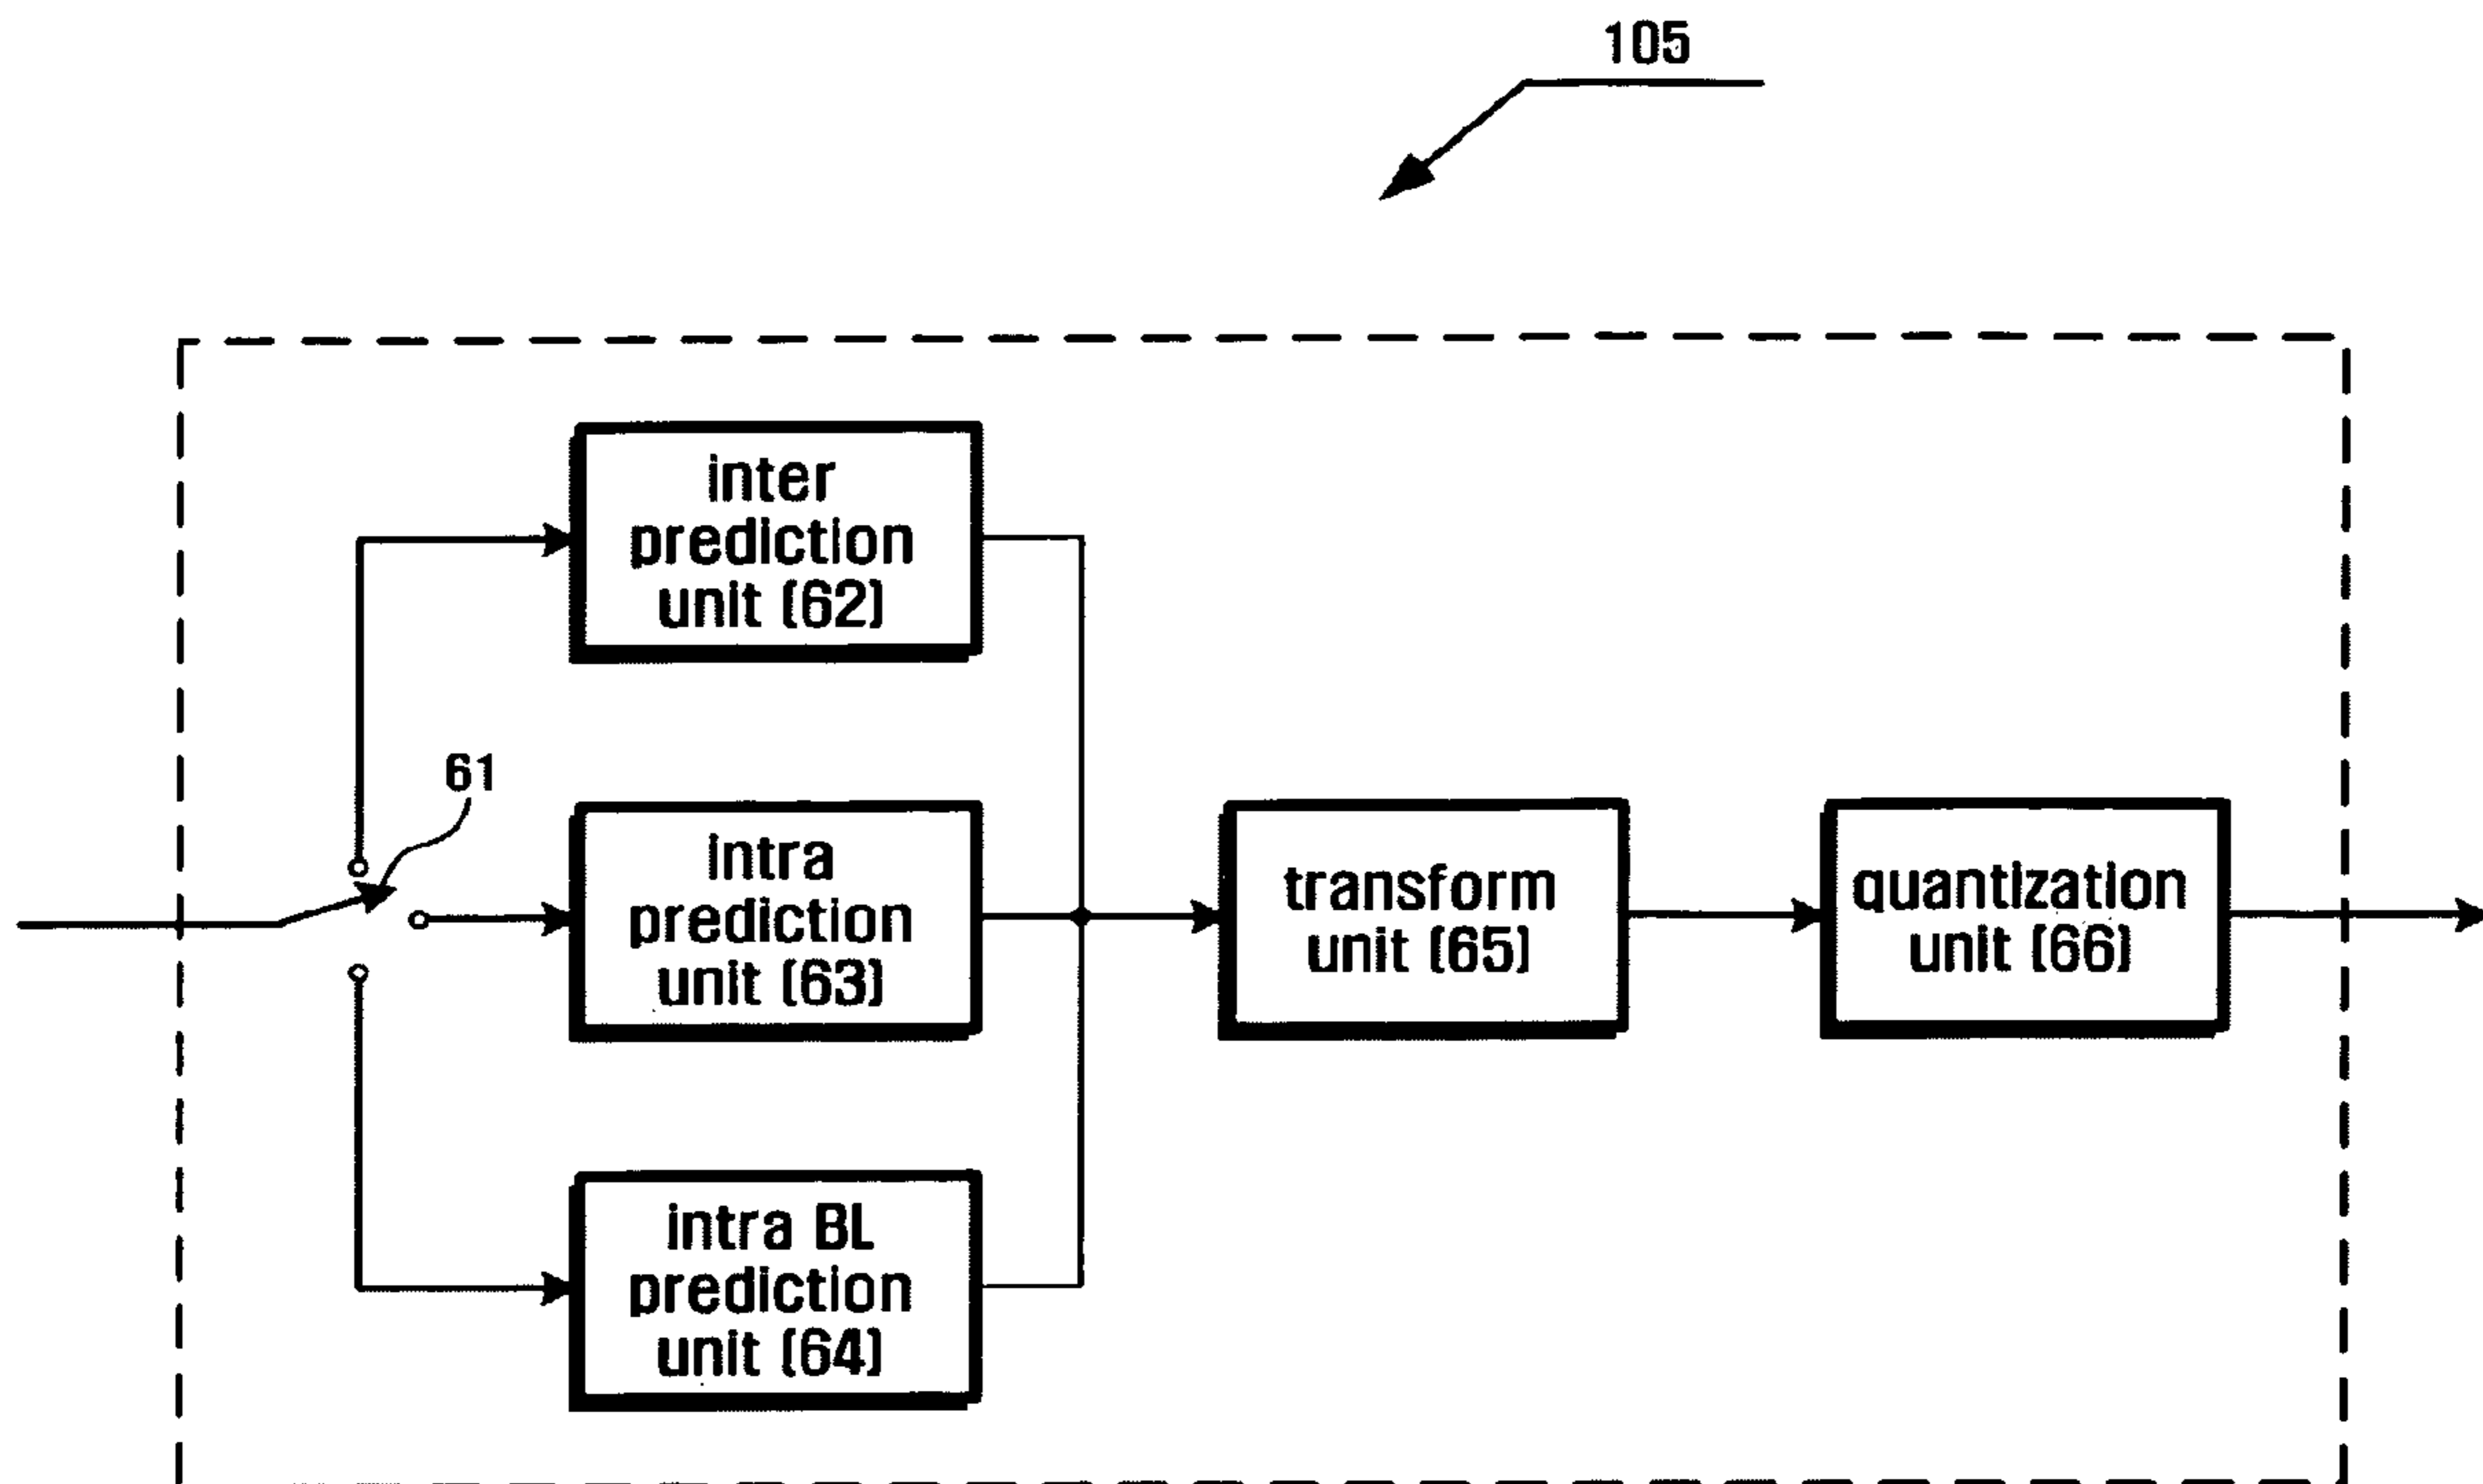 105
inter
prediction
unit (62)
61
intra
prediction
unit (63)
transform
unit (65)
quantization
unit (66)
intra BL
prediction
unit (64)